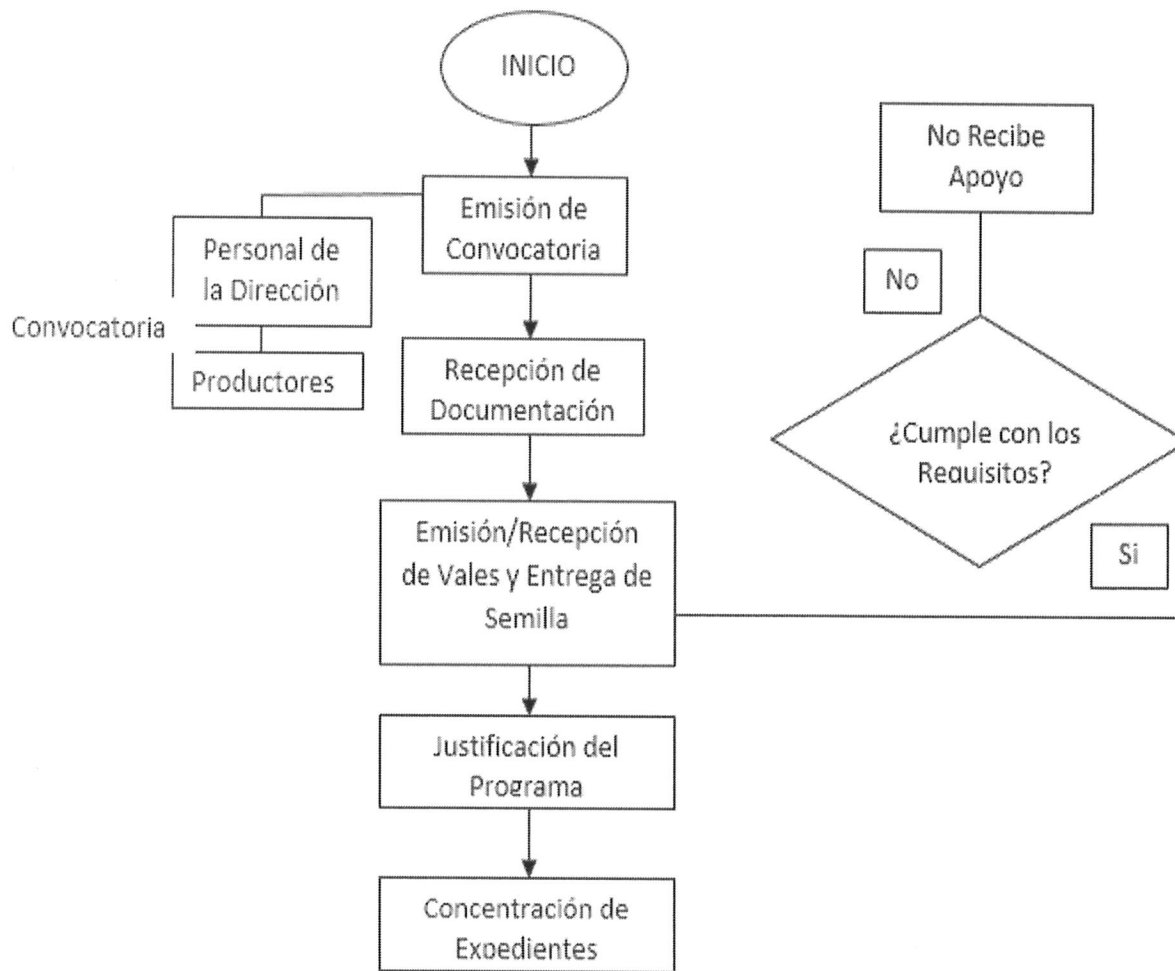 INICIO
Emisión de
Convocatoria
Personal de
la Dirección
Convocatoria
Productores
Recepción de
Documentación
Emisión/Recepción
de Vales y Entrega de
Semilla
Justificación del
Programa
Concentración de
Expedientes
No Recibe
Apoyo
No
¿Cumple con los
Requisitos?
Si